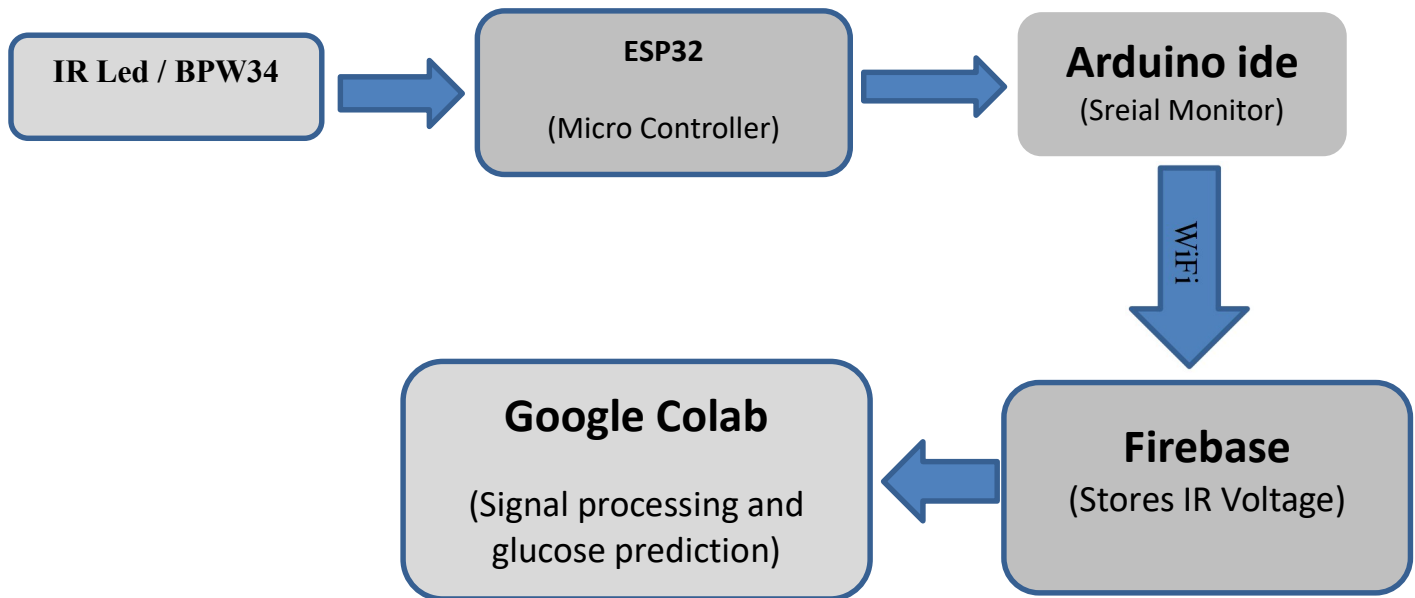 IR Led / BPW34
ESP32
(Micro Controller)
Arduino ide
(Sreial Monitor)
WiFi
Firebase
(Stores IR Voltage)
Google Colab
(Signal processing and
glucose prediction)